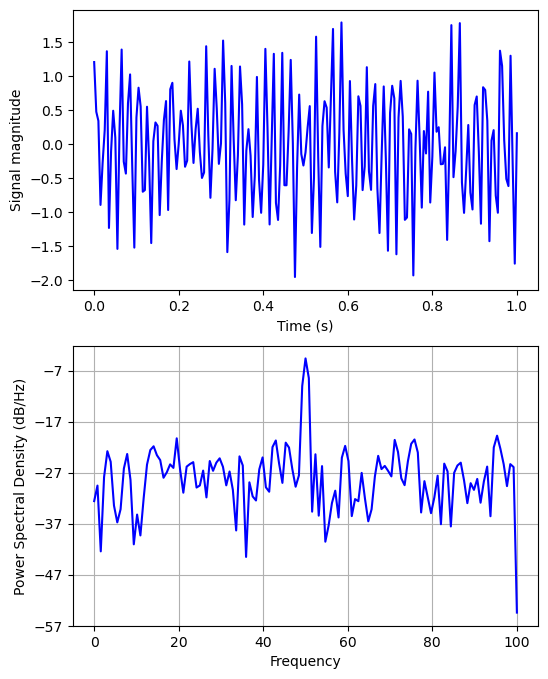 Signal magnitude
1.5
1.0
0.5
0.0
−0.5
−1.0
−1.5
−2.0
0.0 0.2 0.4 0.6 0.8 1.0
Time (s)
Power Spectral Density (dB/Hz)
−7
−17
−27
−37
−47
−57
0 20 40 60 80 100
Frequency